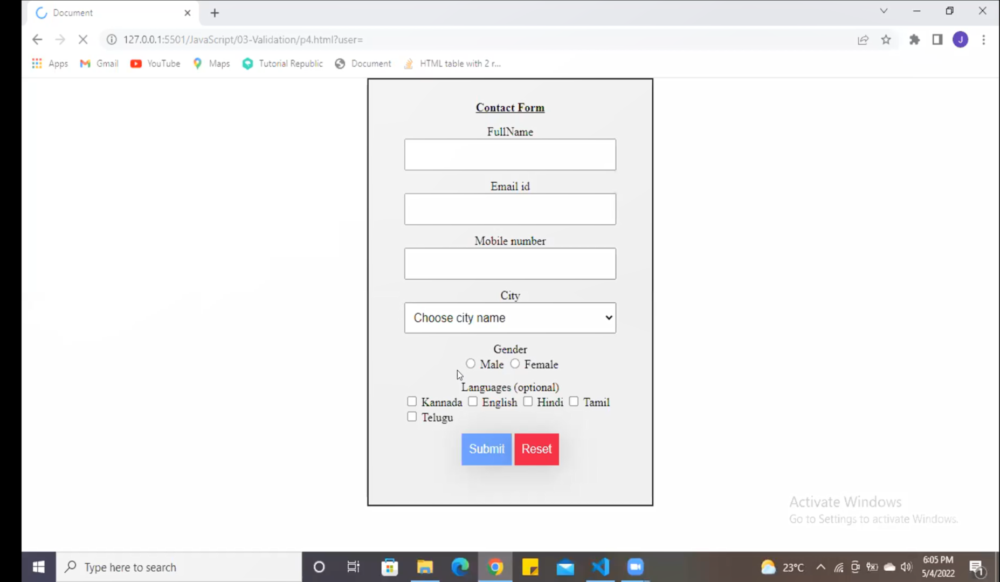 Document
127.0.0.1:5501/JavaScript/03-Validation/p4.html?user=
J
Apps Gmail YouTube Maps Tutorial Republic Document HTML table with 2 r...
Contact Form
FullName
Email id
Mobile number
City
Choose city name
Gender
Male Female
Languages (optional)
Kannada English Hindi Tamil
Telugu
Submit Reset
Activate Windows
Go to Settings to activate Windows.
Type here to search
23°C
6:05 PM
5/4/2022
1